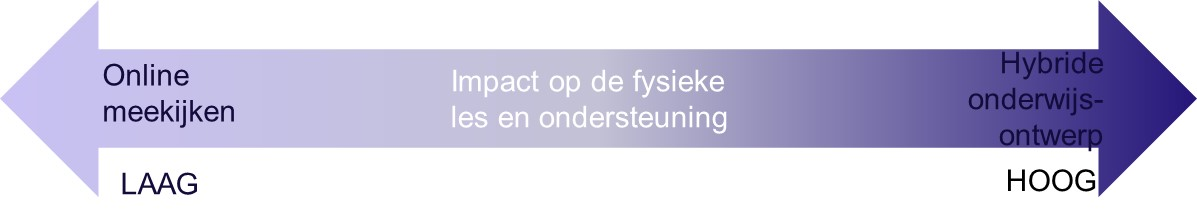 Online
meekijken
Impact op de fysieke
les en ondersteuning
Hybride
onderwijs-
ontwerp
LAAG
HOOG